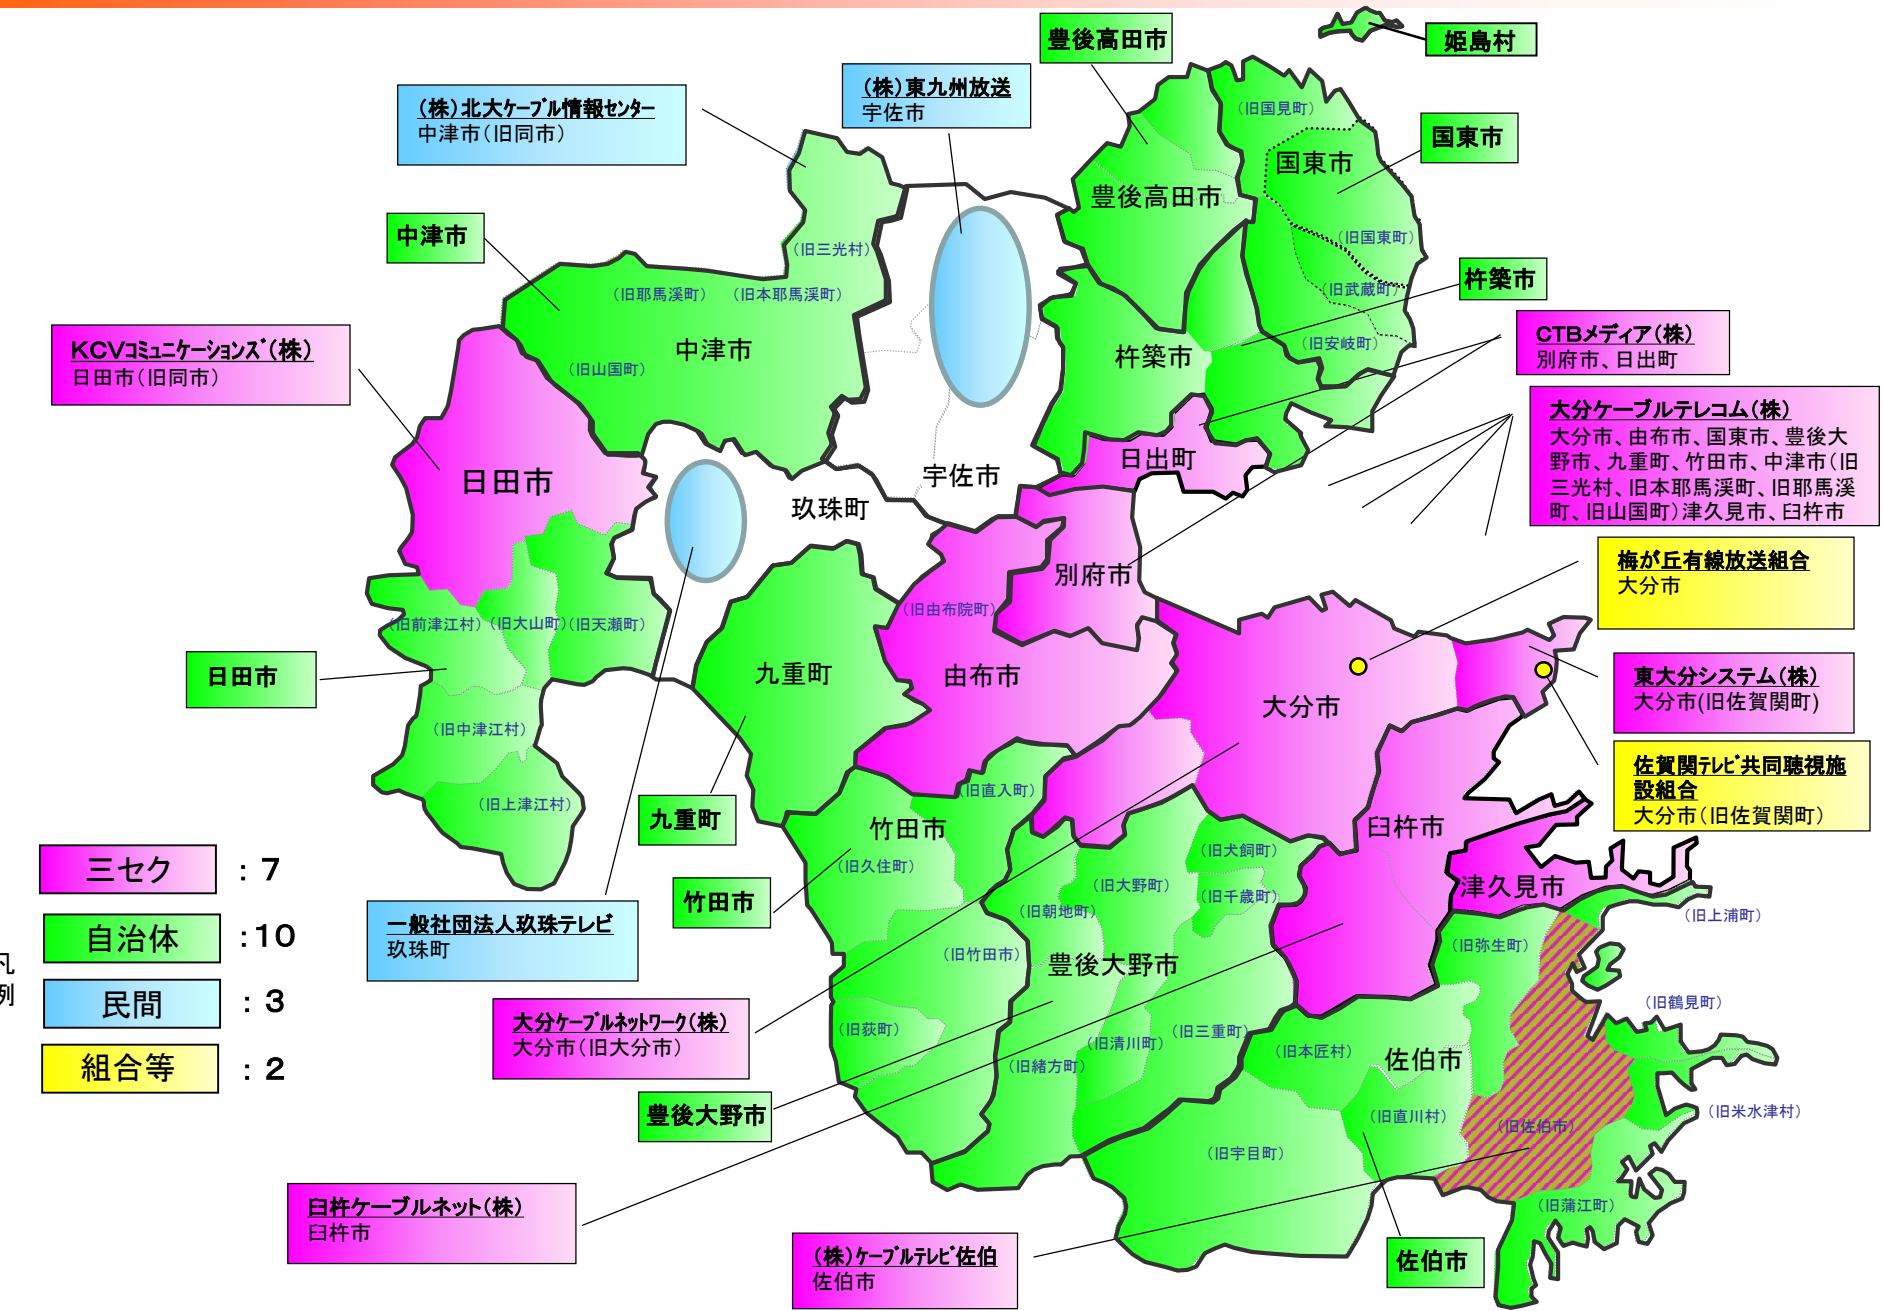 豊後高田市
姫島村
(株)東九州放送
宇佐市
(株)北大ケーブル情報センター
中津市(旧同市)
国東市
中津市
杵築市
KCVコミュニケーションズ(株)
日田市(旧同市)
CTBメディア(株)
別府市、日出町
大分ケーブルテレコム(株)
大分市、由布市、国東市、豊後大
野市、九重町、竹田市、中津市(旧
三光村、旧本耶馬溪町、旧耶馬溪
町、旧山国町)津久見市、臼杵市
梅が丘有線放送組合
大分市
東大分システム(株)
大分市(旧佐賀関町)
佐賀関テレビ共同聴視施
設組合
大分市(旧佐賀関町)
日田市
九重町
竹田市
一般社団法人玖珠テレビ
玖珠町
大分ケーブルネットワーク(株)
大分市(旧大分市)
豊後大野市
臼杵ケーブルネット(株)
臼杵市
(株)ケーブルテレビ佐伯
佐伯市
佐伯市
(旧国見町)
国東市
豊後高田市
(旧国東町)
(旧武蔵町)
(旧安岐町)
杵築市
(旧三光村)
(旧耶馬溪町)
(旧本耶馬溪町)
中津市
(旧山国町)
日田市
宇佐市
日出町
玖珠町
別府市
(旧由布院町)
(旧前津江村)
(旧大山町)
(旧天瀬町)
九重町
由布市
大分市
(旧中津江村)
(旧上津江村)
(旧直入町)
竹田市
臼杵市
(旧久住町)
(旧犬飼町)
(旧大野町)
(旧千歳町)
津久見市
(旧朝地町)
(旧上浦町)
(旧竹田市)
豊後大野市
(旧弥生町)
(旧荻町)
(旧三重町)
(旧鶴見町)
(旧清川町)
(旧緒方町)
(旧本匠村)
佐伯市
(旧直川村)
(旧佐伯市)
(旧米水津村)
(旧宇目町)
(旧蒲江町)
凡
例
三セク :7
自治体 :10
民間 :3
組合等 :2